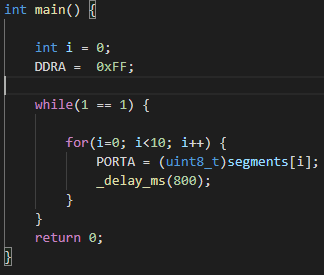 int main() {
int i = 0;
DDRA =  0xFF;
while(1 == 1) {
for(i=0; i<10; i++) {
PORTA = (uint8_t)segments[i];
_delay_ms(800);
}
}
return 0;
}